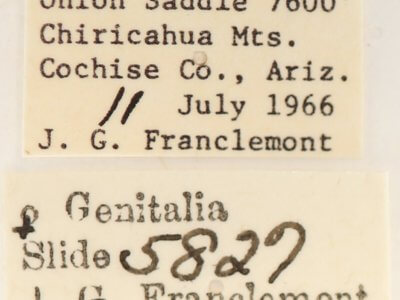 Onion Saddle 7600'
Chiricahua Mts.
Cochise Co., Ariz.
11 July 1966
J. G. Franclemont
♀ Genitalia
Slide 5827
J. G. Franclemont